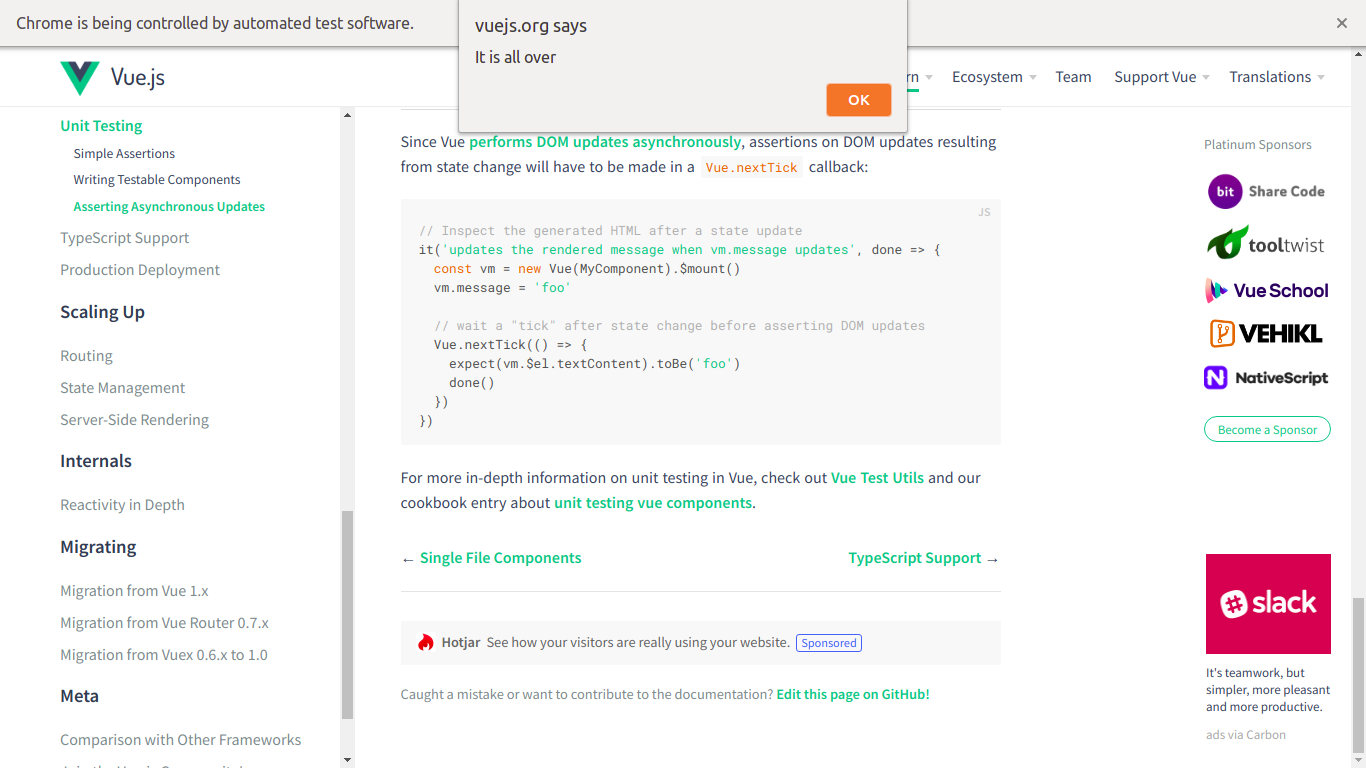 Chrome is being controlled by automated test software.
vuejs.org says
It is all over
OK
Vue.js
rn
Ecosystem
Team
Support Vue
Translations
Unit Testing
Simple Assertions
Writing Testable Components
Asserting Asynchronous Updates
TypeScript Support
Production Deployment
Scaling Up
Routing
State Management
Server-Side Rendering
Internals
Reactivity in Depth
Migrating
Migration from Vue 1.x
Migration from Vue Router 0.7.x
Migration from Vuex 0.6.x to 1.0
Meta
Comparison with Other Frameworks
Since Vue performs DOM updates asynchronously, assertions on DOM updates resulting
from state change will have to be made in a Vue.nextTick callback:
JS
// Inspect the generated HTML after a state update
it('updates the rendered message when vm.message updates', done => {
const vm = new Vue(MyComponent).$mount()
vm.message = 'foo'
// wait a "tick" after state change before asserting DOM updates
Vue.nextTick(() => {
expect(vm.$el.textContent).toBe('foo')
done()
})
})
For more in-depth information on unit testing in Vue, check out Vue Test Utils and our
cookbook entry about unit testing vue components.
← Single File Components
TypeScript Support →
Hotjar See how your visitors are really using your website. Sponsored
Caught a mistake or want to contribute to the documentation? Edit this page on GitHub!
Platinum Sponsors
bit Share Code
tooltwist
Vue School
VEHIKL
NativeScript
Become a Sponsor
slack
It's teamwork, but
simpler, more pleasant
and more productive.
ads via Carbon